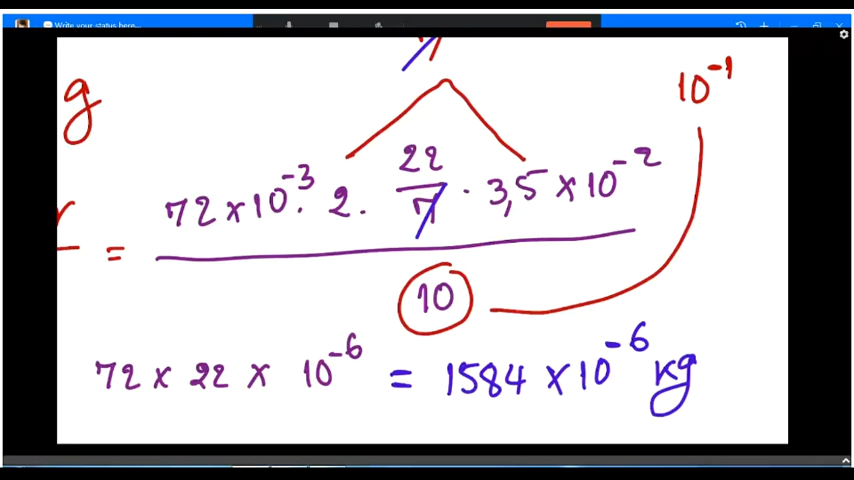 Write your status here...
10⁻¹
g
= 72 x 10⁻³. 2. 22/7 . 3,5 x 10⁻² / 10
72 x 22 x 10⁻⁶ = 1584 x 10⁻⁶ kg